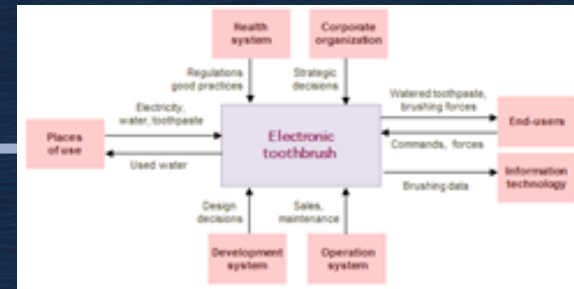 Health
system
Corporate
organization
Regulations
good practices
Strategic
decisions
Electricity,
water, toothpaste
Watered toothpaste,
brushing forces
Places
of use
Electronic
toothbrush
End-users
Used water
Commands, forces
Brushing data
Information
technology
Design
decisions
Sales,
maintenance
Development
system
Operation
system